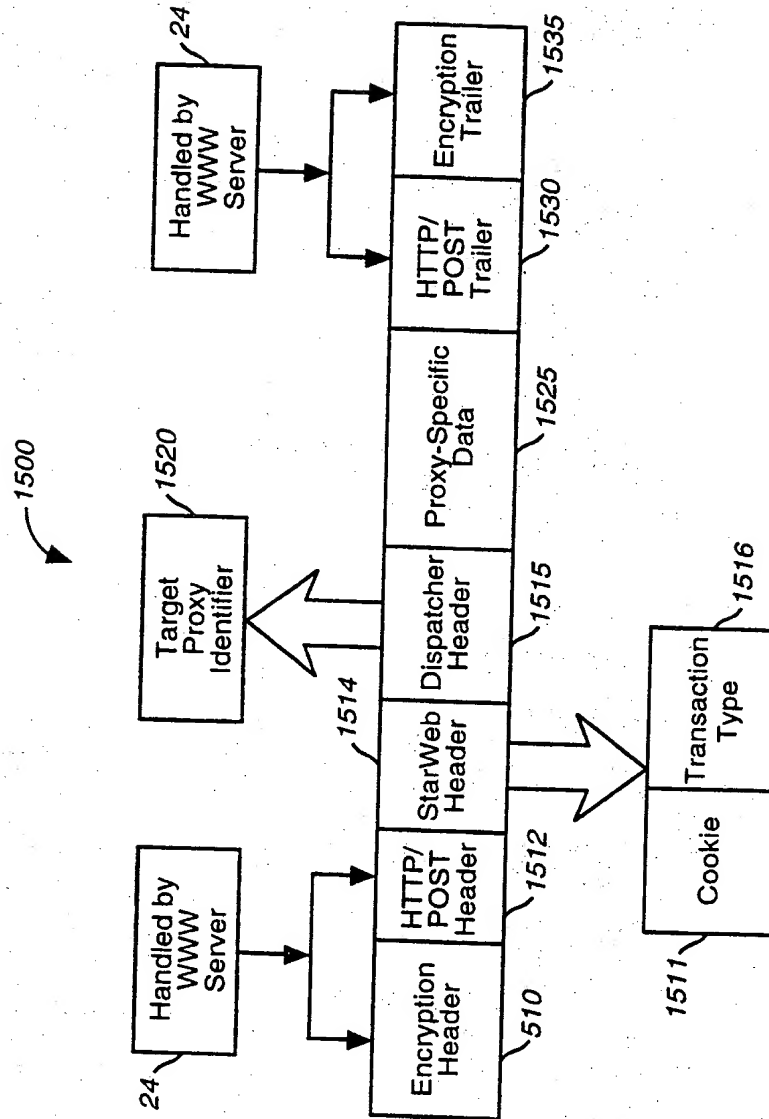 1500
24
Handled by
WWW
Server
1520
Target
Proxy
Identifier
24
Handled by
WWW
Server
Encryption
Header
510
HTTP/
POST
Header
1512
1514
StarWeb
Header
Dispatcher
Header
1515
Proxy-Specific
Data
1525
HTTP/
POST
Trailer
1530
Encryption
Trailer
1535
1511
Cookie
Transaction
Type
1516